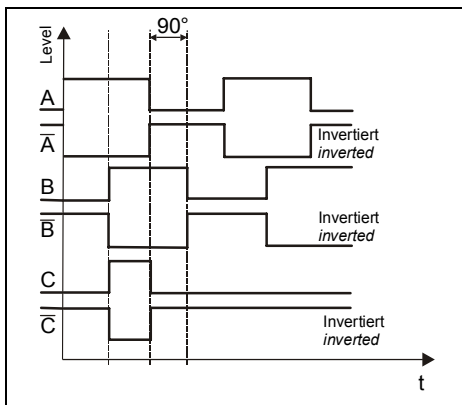 Level
90°
A
A̅
Invertiert
inverted
B
B̅
Invertiert
inverted
C
C̅
Invertiert
inverted
t